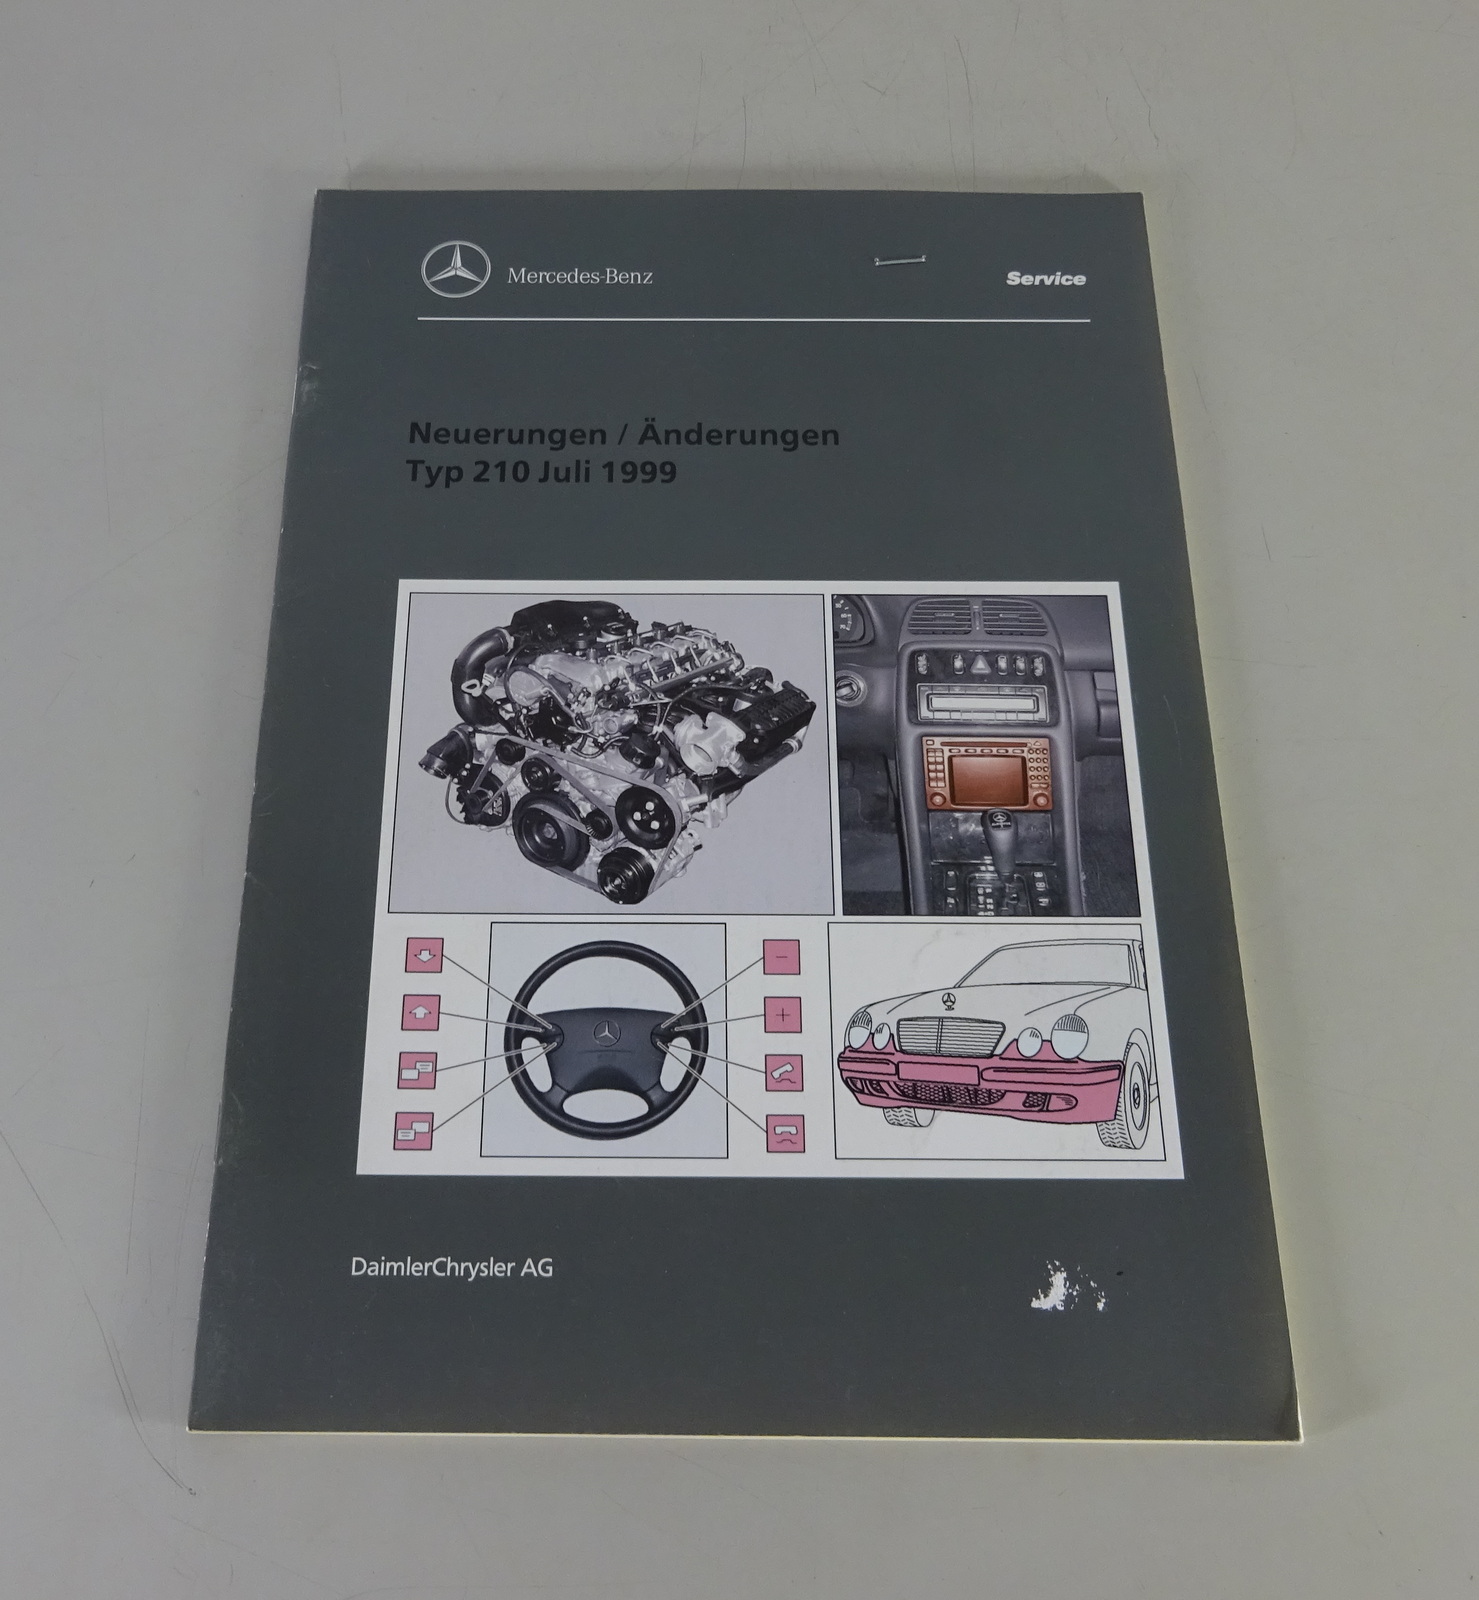 Mercedes-Benz
Service
Neuerungen / Änderungen
Typ 210 Juli 1999
DaimlerChrysler AG